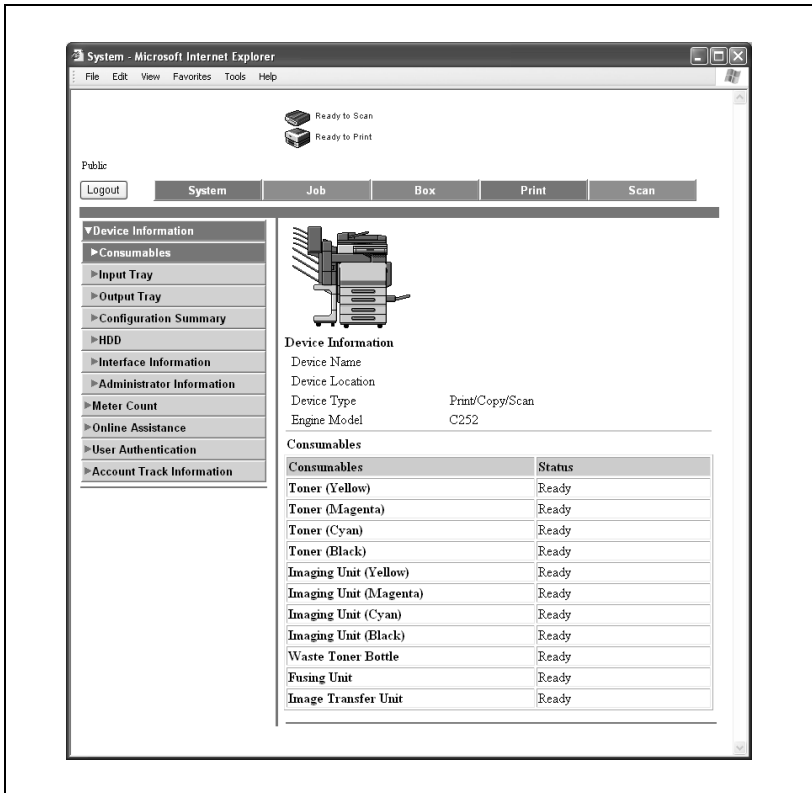 System - Microsoft Internet Explorer
File Edit View Favorites Tools Help
Ready to Scan
Ready to Print
Public
Logout System Job Box Print Scan
▼Device Information
▶Consumables
▶Input Tray
▶Output Tray
▶Configuration Summary
▶HDD
▶Interface Information
▶Administrator Information
▶Meter Count
▶Online Assistance
▶User Authentication
▶Account Track Information
Device Information
Device Name
Device Location
Device Type Print/Copy/Scan
Engine Model C252
Consumables
Consumables Status
Toner (Yellow) Ready
Toner (Magenta) Ready
Toner (Cyan) Ready
Toner (Black) Ready
Imaging Unit (Yellow) Ready
Imaging Unit (Magenta) Ready
Imaging Unit (Cyan) Ready
Imaging Unit (Black) Ready
Waste Toner Bottle Ready
Fusing Unit Ready
Image Transfer Unit Ready